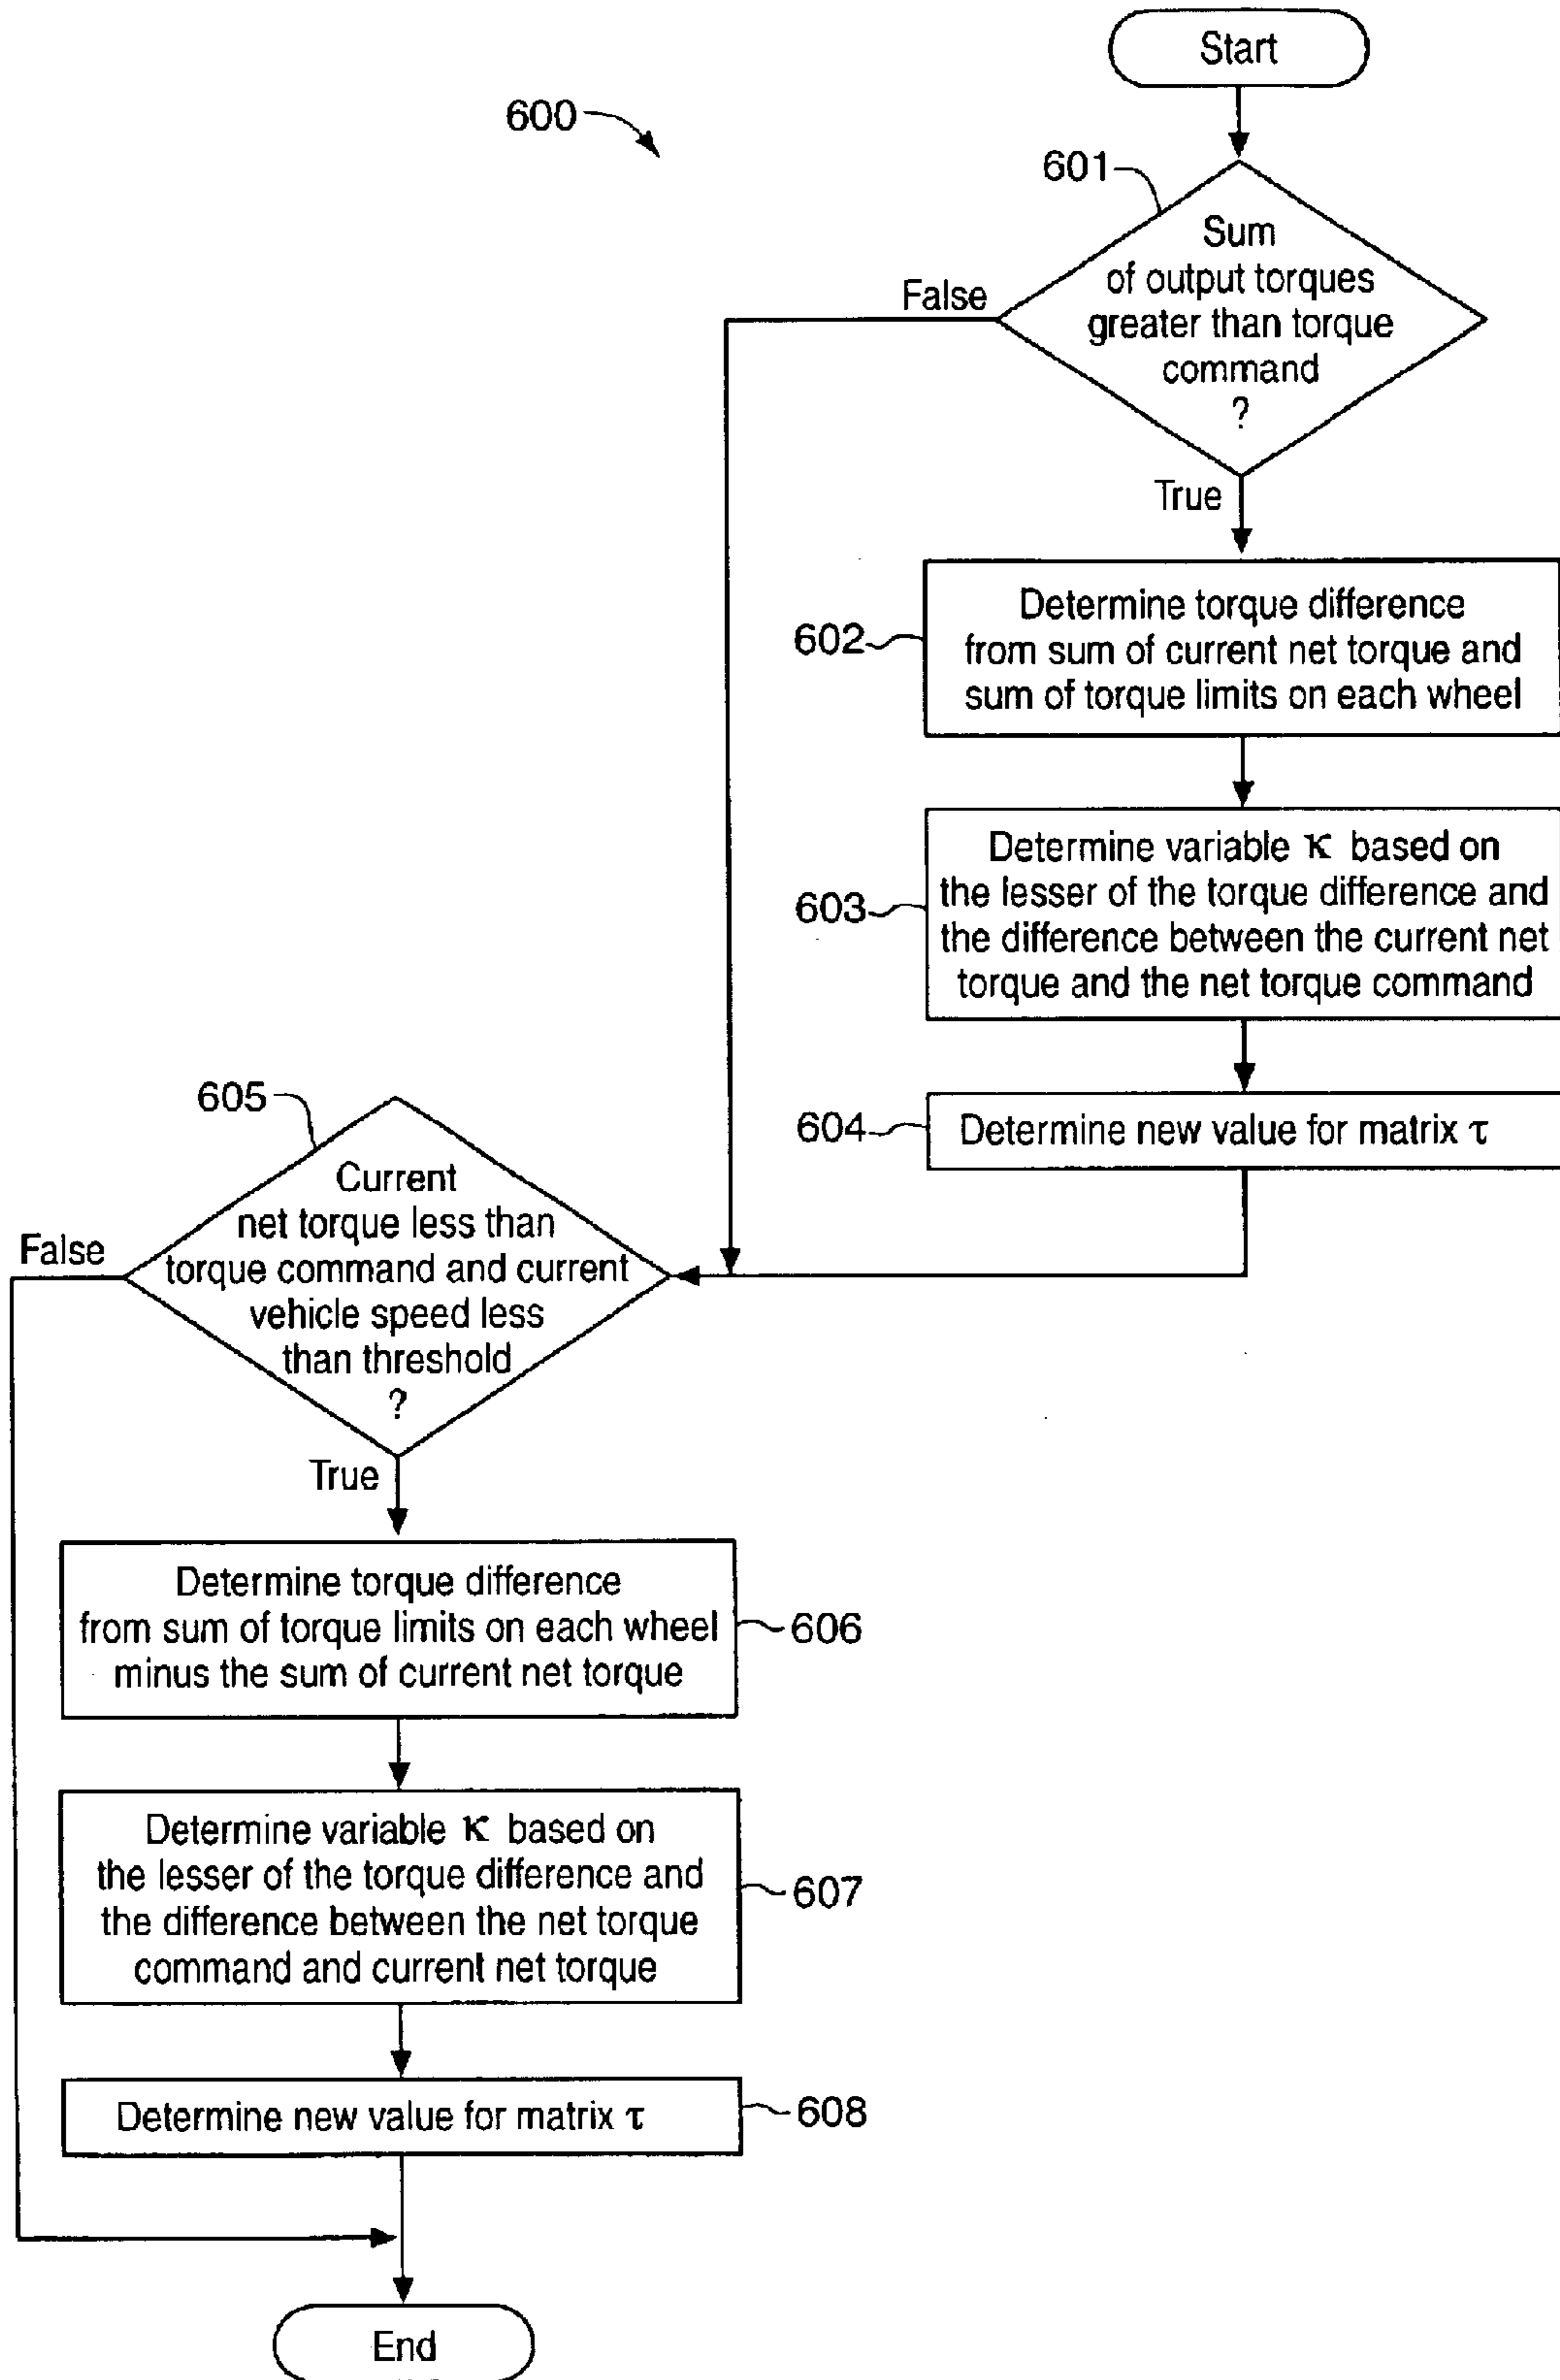 Start
600
601
Sum
of output torques
greater than torque
command
?
False
True
602
Determine torque difference
from sum of current net torque and
sum of torque limits on each wheel
603
Determine variable κ based on
the lesser of the torque difference and
the difference between the current net
torque and the net torque command
604
Determine new value for matrix τ
605
Current
net torque less than
torque command and current
vehicle speed less
than threshold
?
False
True
Determine torque difference
from sum of torque limits on each wheel
minus the sum of current net torque
606
Determine variable κ based on
the lesser of the torque difference and
the difference between the net torque
command and current net torque
607
Determine new value for matrix τ
608
End